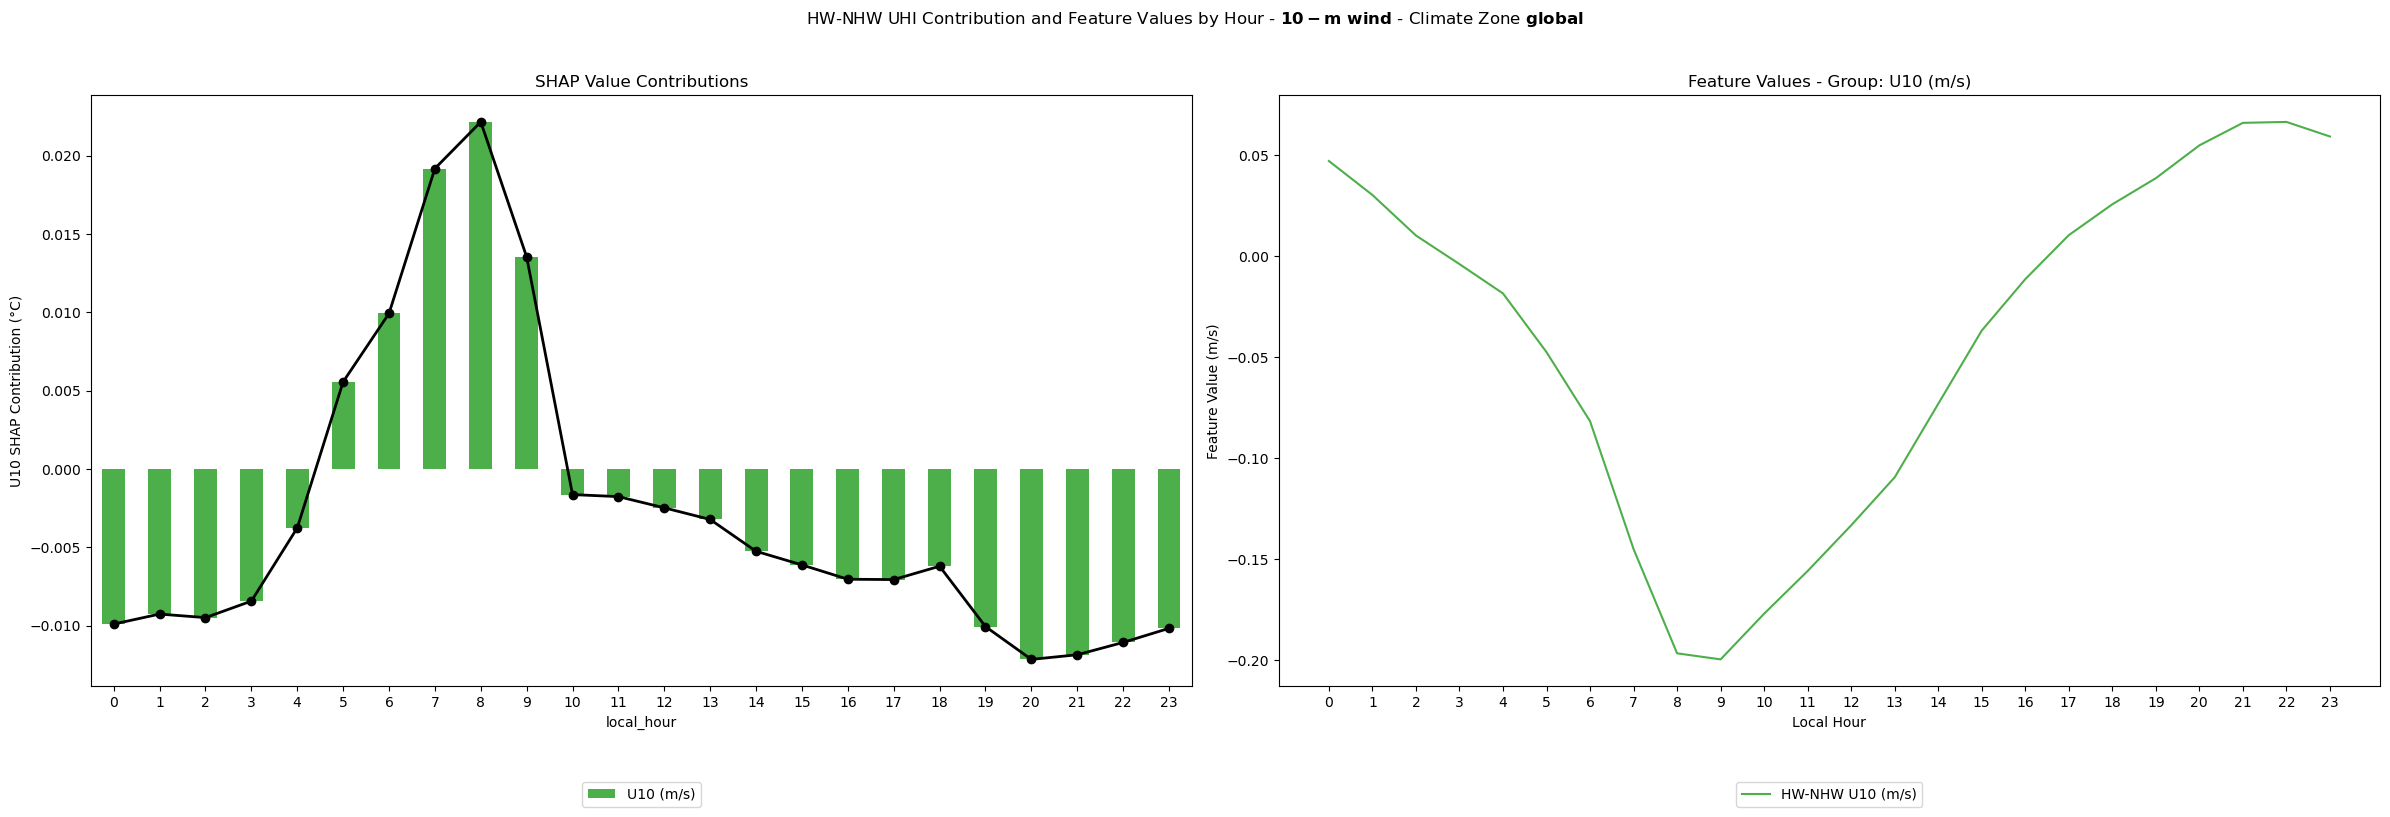 HW-NHW UHI Contribution and Feature Values by Hour - 10 − m wind - Climate Zone global
SHAP Value Contributions
U10 SHAP Contribution (°C)
0.020
0.015
0.010
0.005
0.000
−0.005
−0.010
0 1 2 3 4 5 6 7 8 9 10 11 12 13 14 15 16 17 18 19 20 21 22 23
local_hour
U10 (m/s)
Feature Values - Group: U10 (m/s)
Feature Value (m/s)
0.05
0.00
−0.05
−0.10
−0.15
−0.20
0 1 2 3 4 5 6 7 8 9 10 11 12 13 14 15 16 17 18 19 20 21 22 23
Local Hour
HW-NHW U10 (m/s)